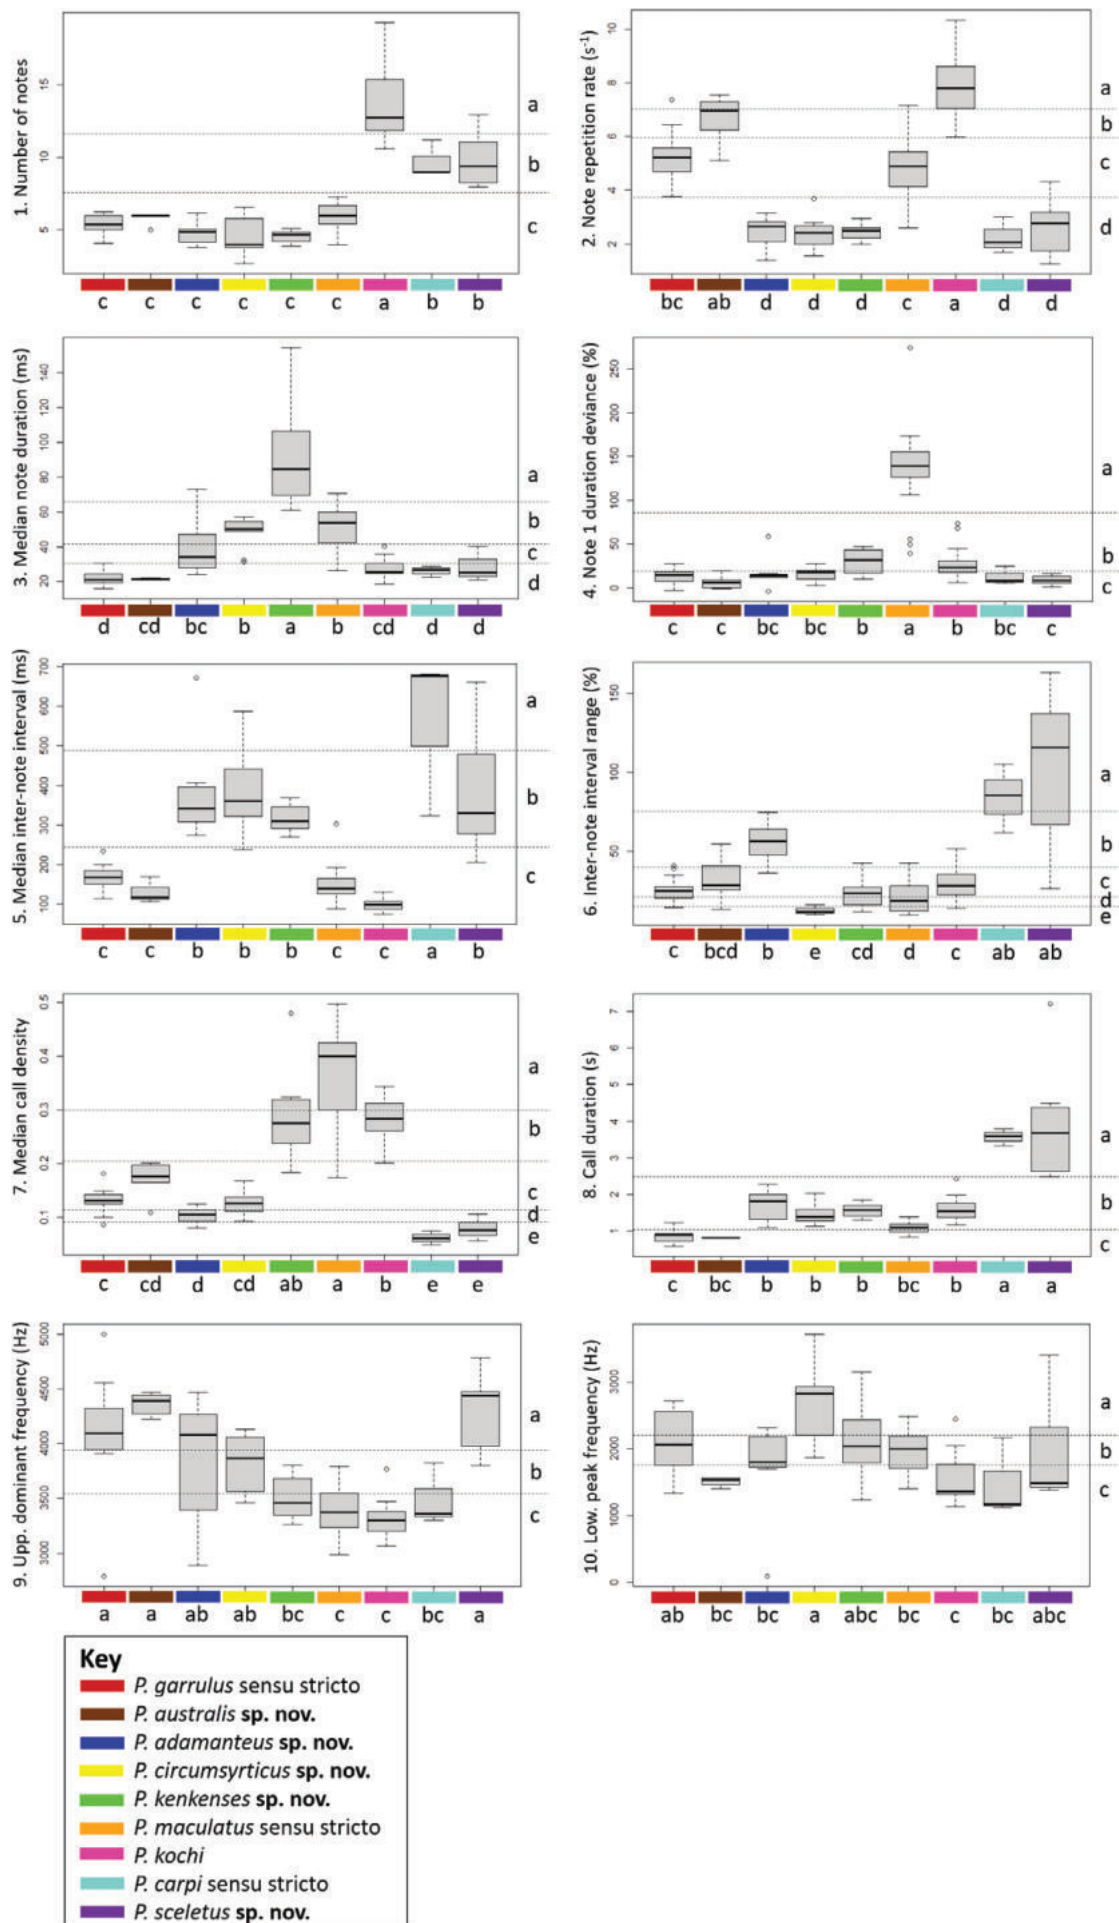 1. Number of notes
5 10 15
a
b
c
c c c c c c a b b
2. Note repetition rate (s-1)
2 4 6 8 10
a
b
c
d
bc ab d d d c a d d
3. Median note duration (ms)
20 40 60 80 100 120 140
a
b
c
d
d cd bc b a b cd d d
4. Note 1 duration deviance (%)
0 50 100 150 200 250
a
b
c
c c bc bc b a b bc c
5. Median inter-note interval (ms)
100 200 300 400 500 600 700
a
b
c
c c b b b c c a b
6. Inter-note interval range (%)
50 100 150
a
b
c
d
e
c bcd b e cd d c ab ab
7. Median call density
0.1 0.2 0.3 0.4 0.5
a
b
c
d
e
c cd d cd ab a b e e
8. Call duration (s)
1 2 3 4 5 6 7
a
b
c
c bc b b b bc b a a
9. Upp. dominant frequency (Hz)
3000 3500 4000 4500 5000
a
b
c
a a ab ab bc c c bc a
10. Low. peak frequency (Hz)
0 1000 2000 3000
a
b
c
ab bc bc a abc bc c bc abc
Key
P. garrulus sensu stricto
P. australis sp. nov.
P. adamanteus sp. nov.
P. circumsyrticus sp. nov.
P. kenkenses sp. nov.
P. maculatus sensu stricto
P. kochi
P. carpi sensu stricto
P. sceletus sp. nov.